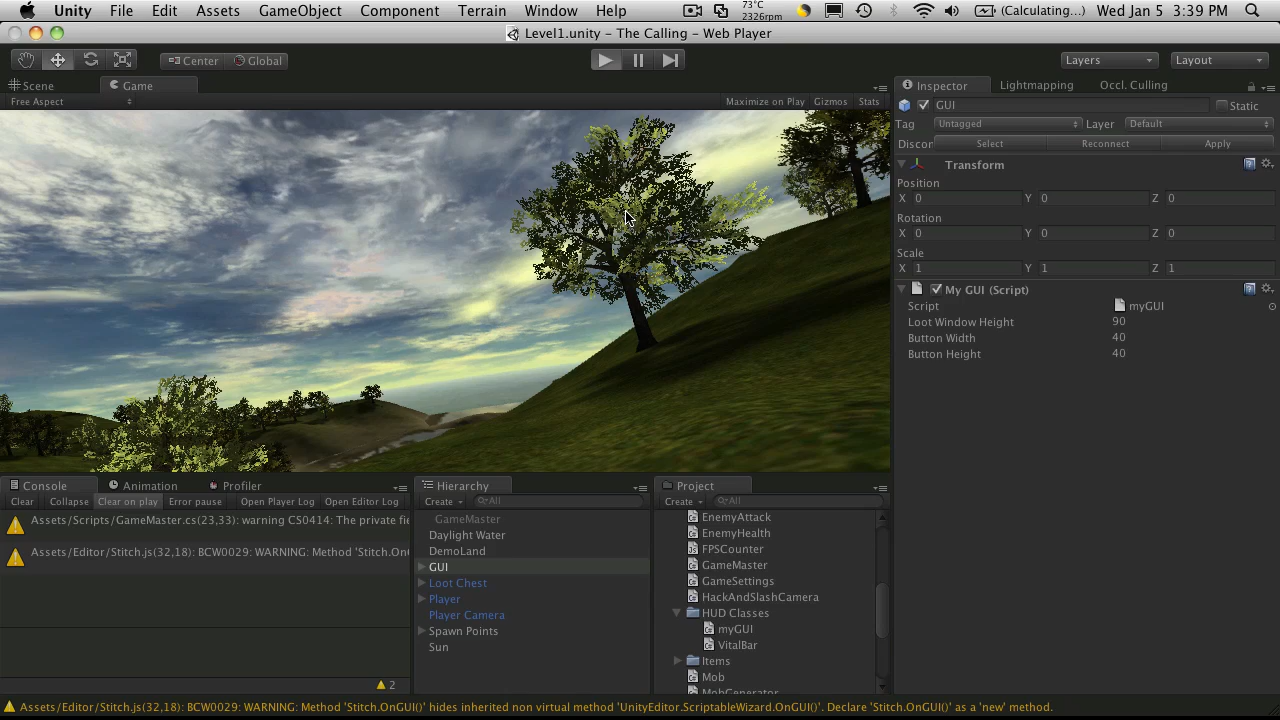 Unity File Edit Assets GameObject Component Terrain Window Help 73°C 2326rpm (Calculating...) Wed Jan 5 3:39 PM
Level1.unity – The Calling – Web Player
Center Global Layers Layout
Scene Game Inspector Lightmapping Occl. Culling
Free Aspect Maximize on Play Gizmos Stats
GUI Static
Tag Untagged Layer Default
Discor Select Reconnect Apply
Transform
Position
X 0 Y 0 Z 0
Rotation
X 0 Y 0 Z 0
Scale
X 1 Y 1 Z 1
My GUI (Script)
Script myGUI
Loot Window Height 90
Button Width 40
Button Height 40
Console Animation Profiler
Clear Collapse Clear on play Error pause Open Player Log Open Editor Log
Assets/Scripts/GameMaster.cs(23,33): warning CS0414: The private fie
Assets/Editor/Stitch.js(32,18): BCW0029: WARNING: Method 'Stitch.On
2
Hierarchy
Create All
GameMaster
Daylight Water
DemoLand
GUI
Loot Chest
Player
Player Camera
Spawn Points
Sun
Project
Create All
EnemyAttack
EnemyHealth
FPSCounter
GameMaster
GameSettings
HackAndSlashCamera
HUD Classes
myGUI
VitalBar
Items
Mob
MobGenerator
Assets/Editor/Stitch.js(32,18): BCW0029: WARNING: Method 'Stitch.OnGUI()' hides inherited non virtual method 'UnityEditor.ScriptableWizard.OnGUI()'. Declare 'Stitch.OnGUI()' as a 'new' method.